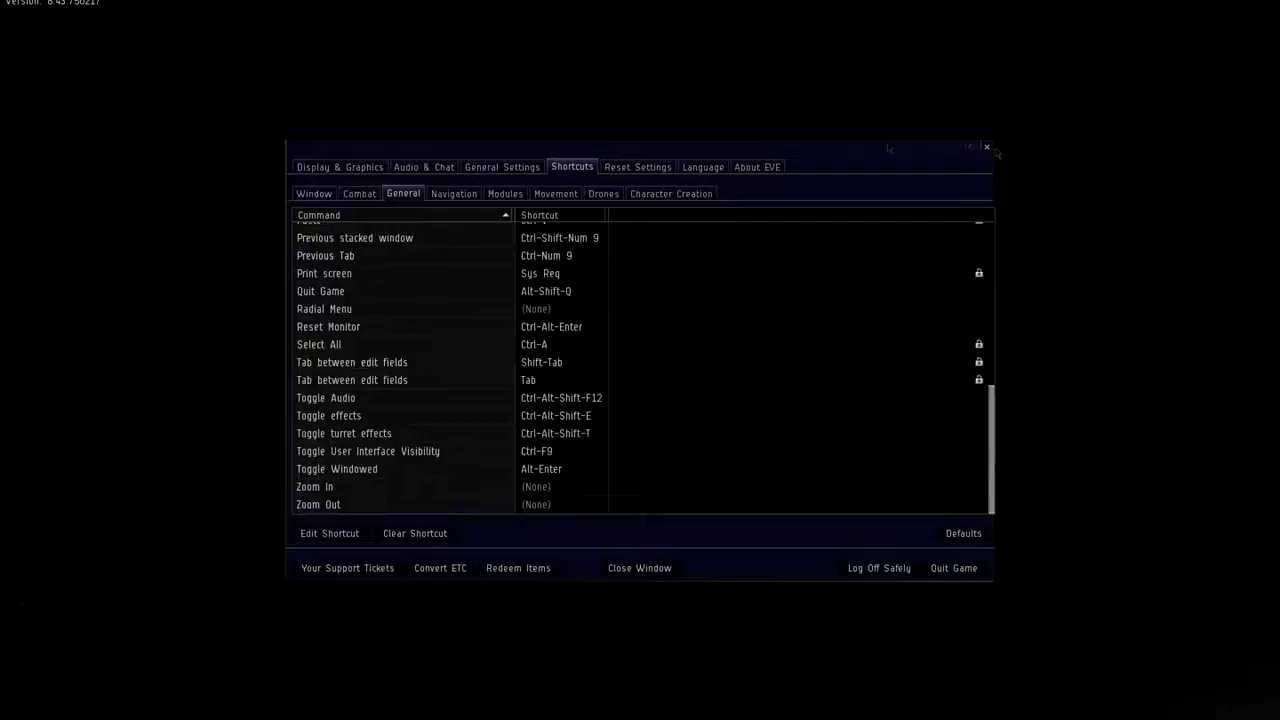 Version: 8.43.756217
Display & Graphics Audio & Chat General Settings Shortcuts Reset Settings Language About EVE
Window Combat General Navigation Modules Movement Drones Character Creation
Command Shortcut
Previous stacked window Ctrl-Shift-Num 9
Previous Tab Ctrl-Num 9
Print screen Sys Req
Quit Game Alt-Shift-Q
Radial Menu (None)
Reset Monitor Ctrl-Alt-Enter
Select All Ctrl-A
Tab between edit fields Shift-Tab
Tab between edit fields Tab
Toggle Audio Ctrl-Alt-Shift-F12
Toggle effects Ctrl-Alt-Shift-E
Toggle turret effects Ctrl-Alt-Shift-T
Toggle User Interface Visibility Ctrl-F9
Toggle Windowed Alt-Enter
Zoom In (None)
Zoom Out (None)
Edit Shortcut Clear Shortcut Defaults
Your Support Tickets Convert ETC Redeem Items Close Window Log Off Safely Quit Game